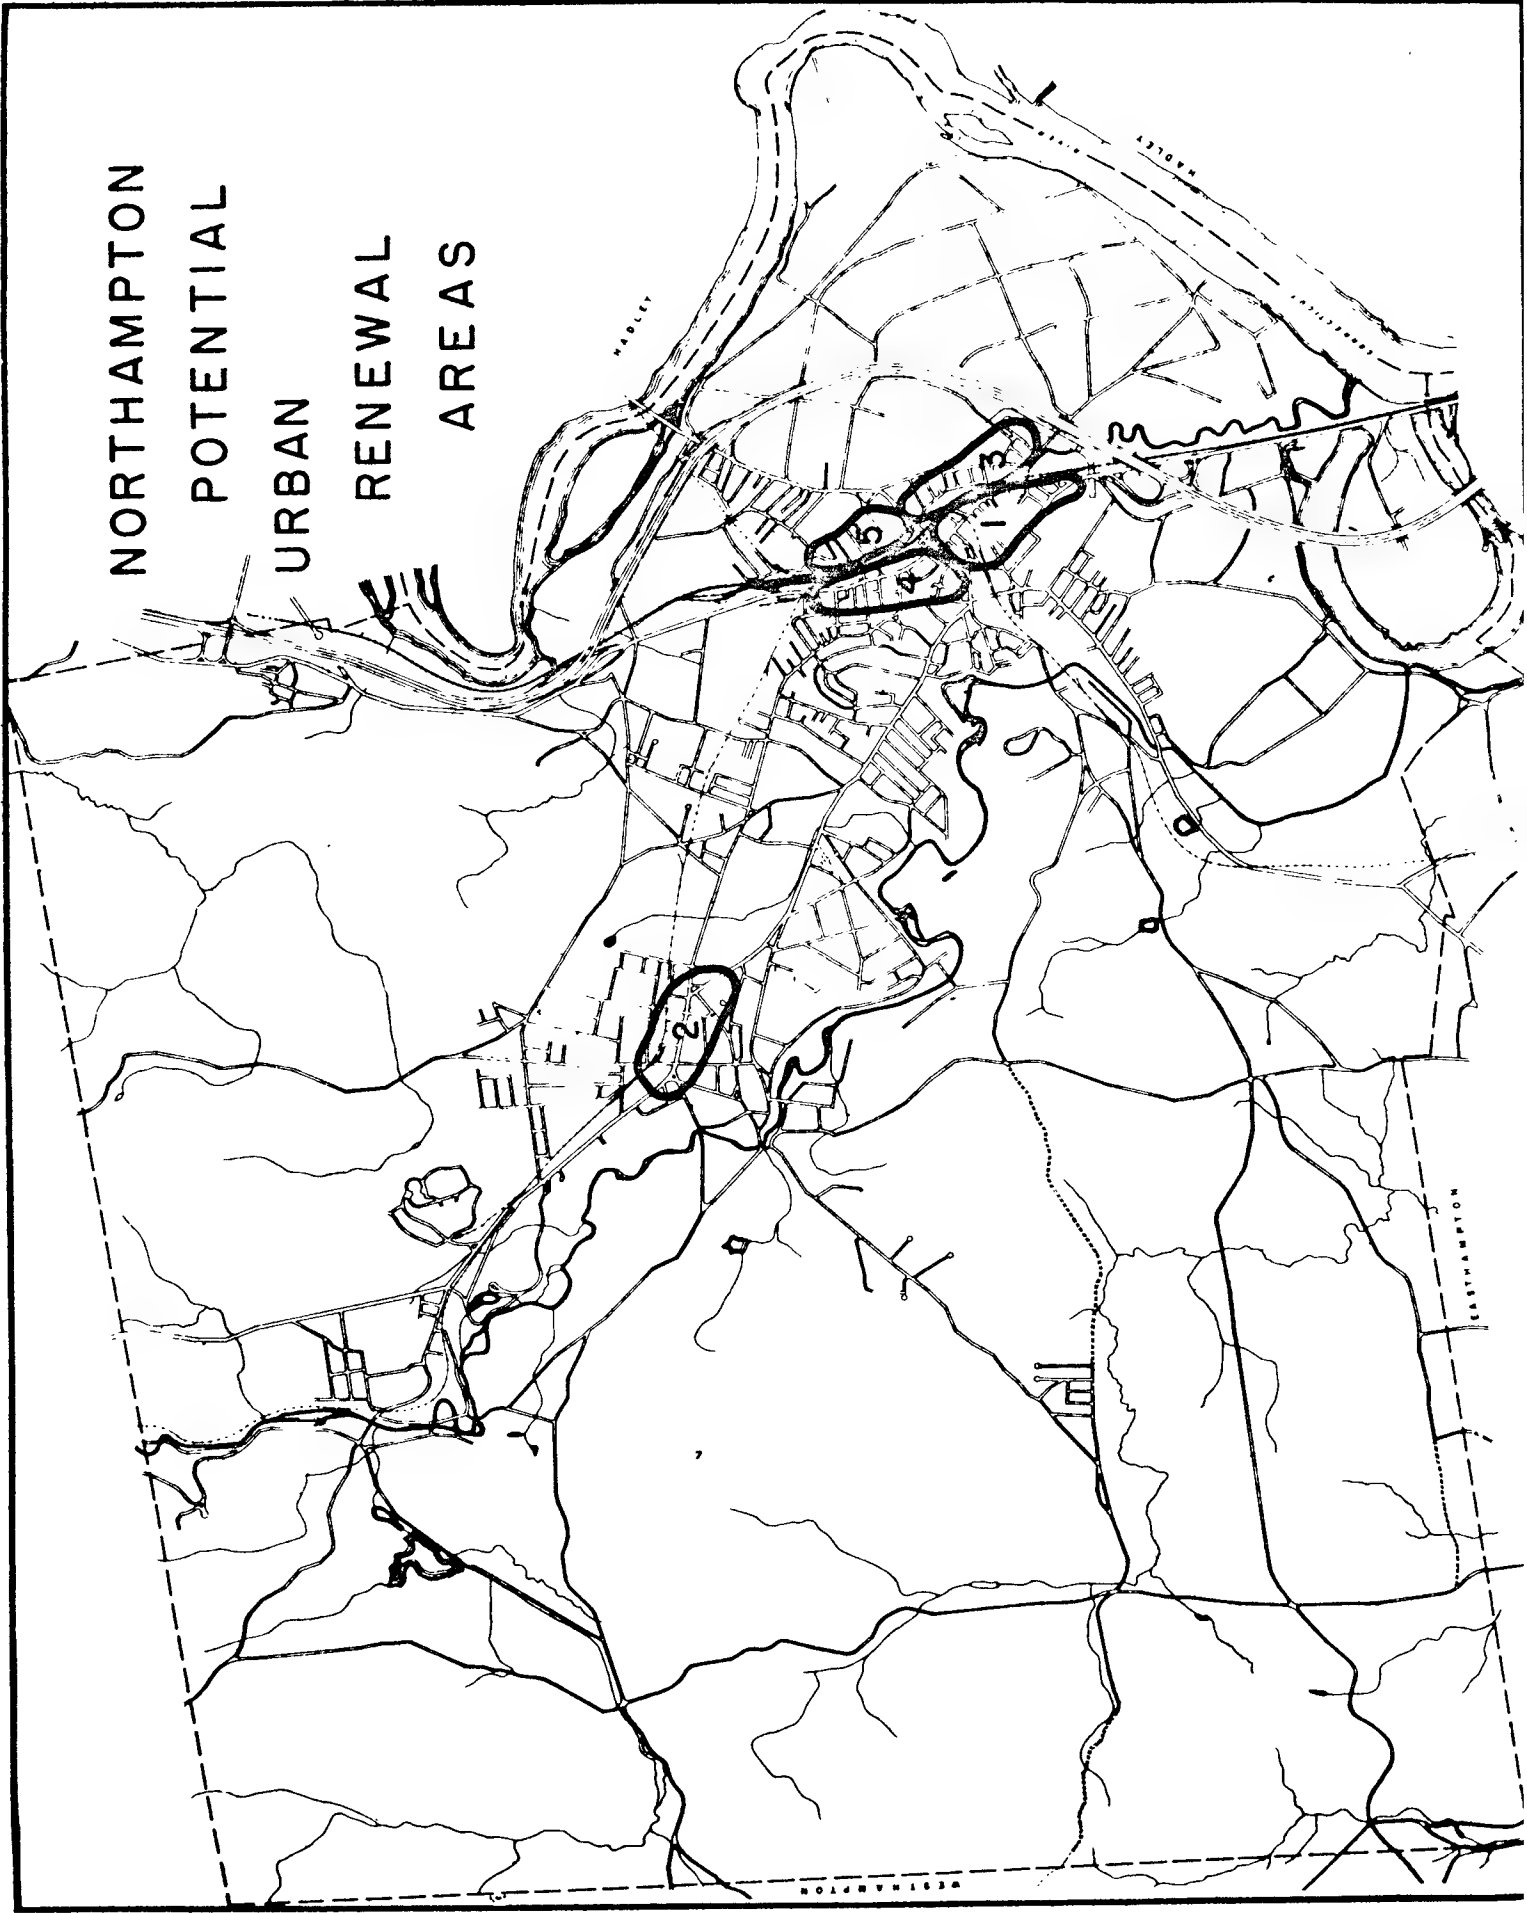 NORTHAMPTON
POTENTIAL
URBAN
RENEWAL
AREAS
HADLEY
HADLEY
1
2
3
4
5
EASTHAMPTON
WESTHAMPTON